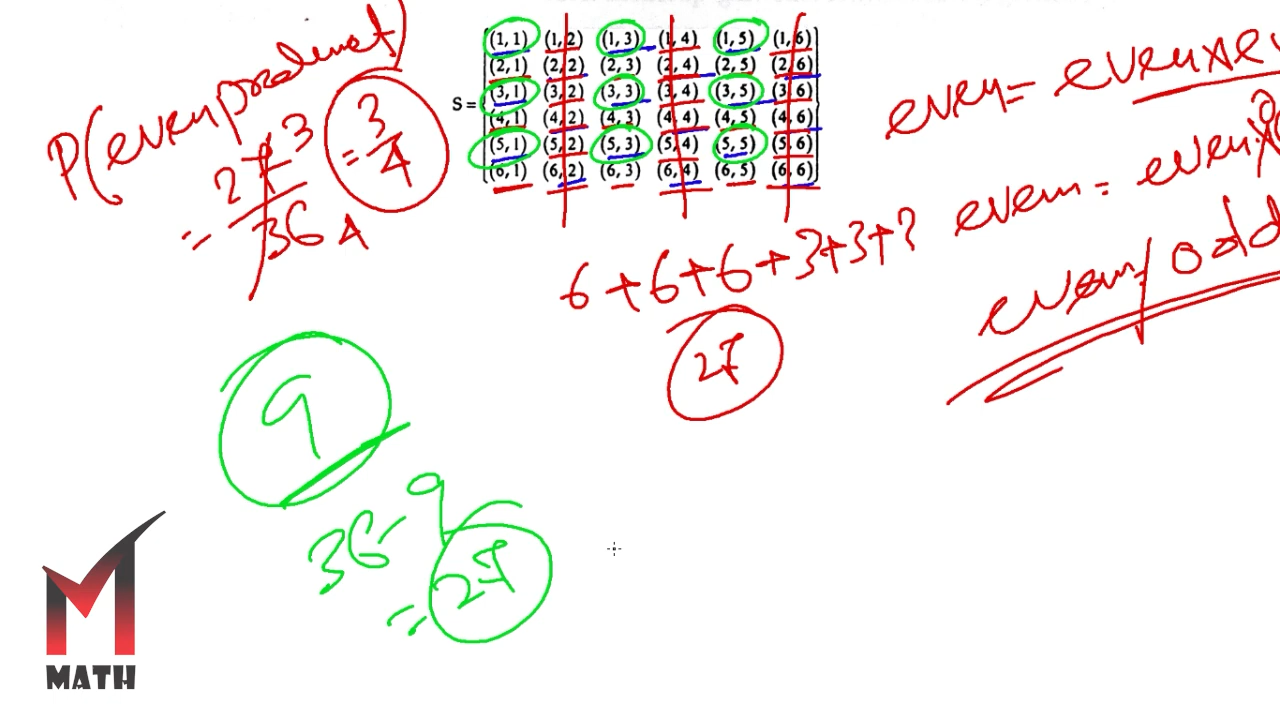 P(even product)
= 27 3 / 36 4 = 3/4
S =
(1, 1) (1, 2) (1, 3) (1, 4) (1, 5) (1, 6)
(2, 1) (2, 2) (2, 3) (2, 4) (2, 5) (2, 6)
(3, 1) (3, 2) (3, 3) (3, 4) (3, 5) (3, 6)
(4, 1) (4, 2) (4, 3) (4, 4) (4, 5) (4, 6)
(5, 1) (5, 2) (5, 3) (5, 4) (5, 5) (5, 6)
(6, 1) (6, 2) (6, 3) (6, 4) (6, 5) (6, 6)
even = even x ev
even = even x
even/odd
6+6+6+3+3+3
27
9
36-9
= 27
M
MATH